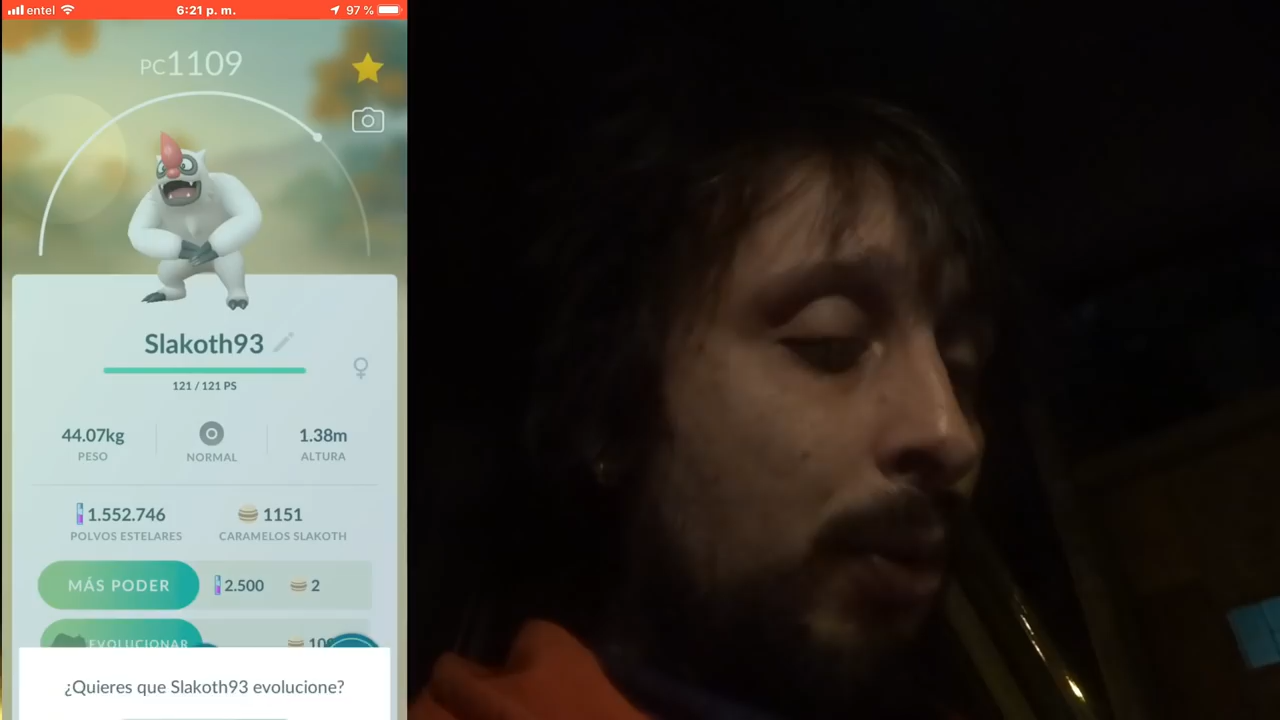 entel 6:21 p. m. 97 %
PC1109
Slakoth93
121 / 121 PS
44.07kg NORMAL 1.38m
PESO ALTURA
1.552.746 1151
POLVOS ESTELARES CARAMELOS SLAKOTH
MÁS PODER 2.500 2
EVOLUCIONAR
¿Quieres que Slakoth93 evolucione?